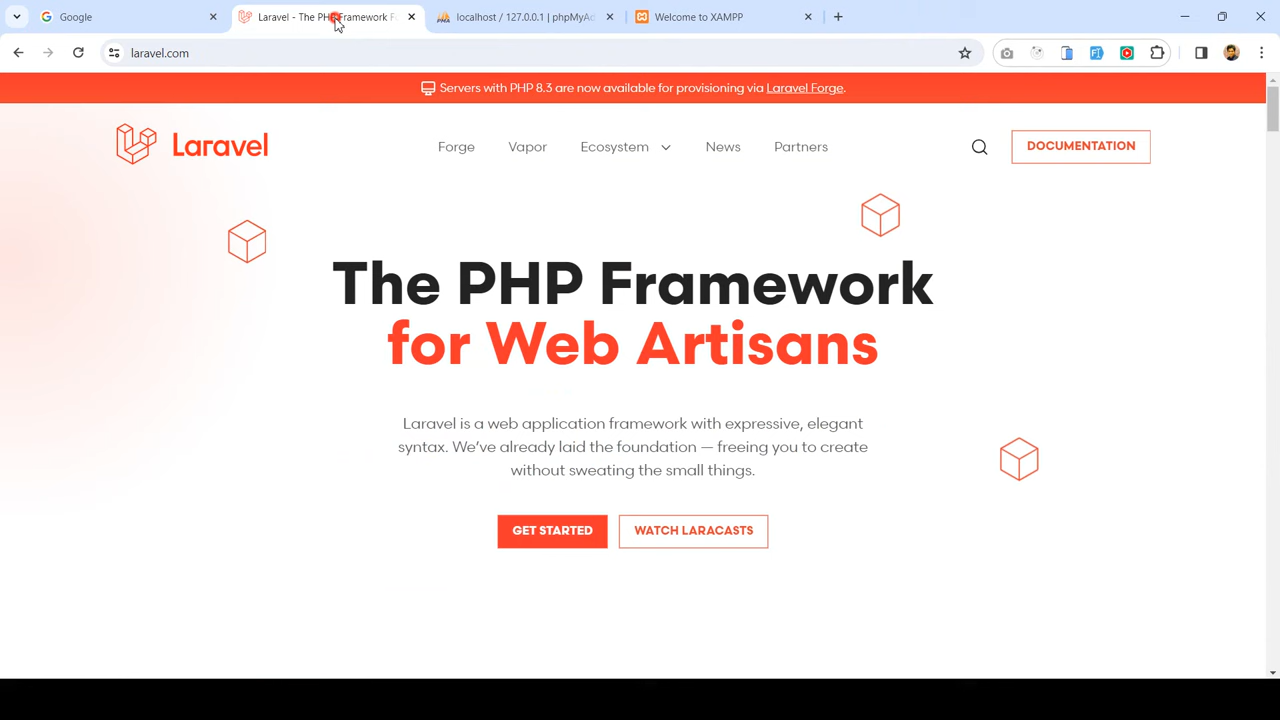 Google
Laravel - The PHP Framework F
localhost / 127.0.0.1 | phpMyAc
Welcome to XAMPP
laravel.com
Servers with PHP 8.3 are now available for provisioning via Laravel Forge.
Laravel
Forge
Vapor
Ecosystem
News
Partners
DOCUMENTATION
The PHP Framework
for Web Artisans
Laravel is a web application framework with expressive, elegant
syntax. We’ve already laid the foundation — freeing you to create
without sweating the small things.
GET STARTED
WATCH LARACASTS